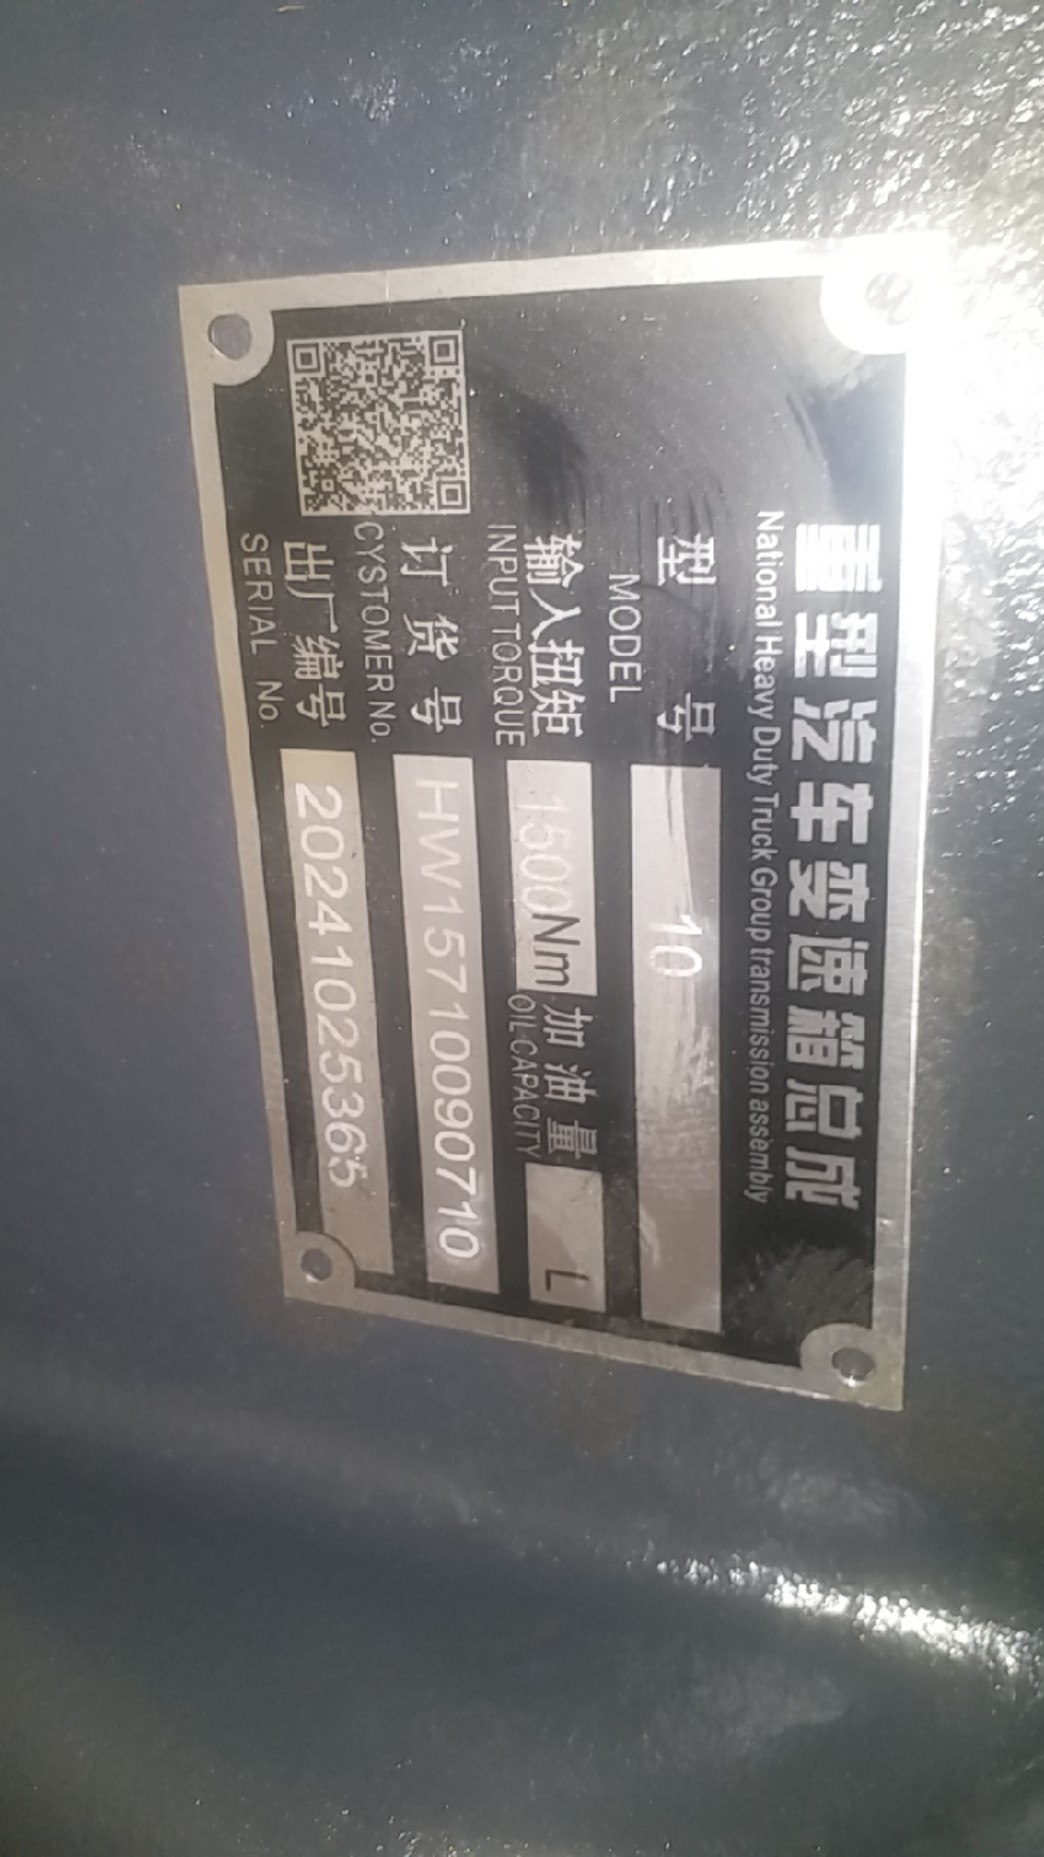 重型汽车变速箱总成
National Heavy Duty Truck Group transmission assembly
型号 10
MODEL
输入扭矩 1500Nm 加油量 L
INPUT TORQUE OIL CAPACITY
订货号 HW15710090710
CYSTOMER No.
出厂编号 202410253365
SERIAL No.